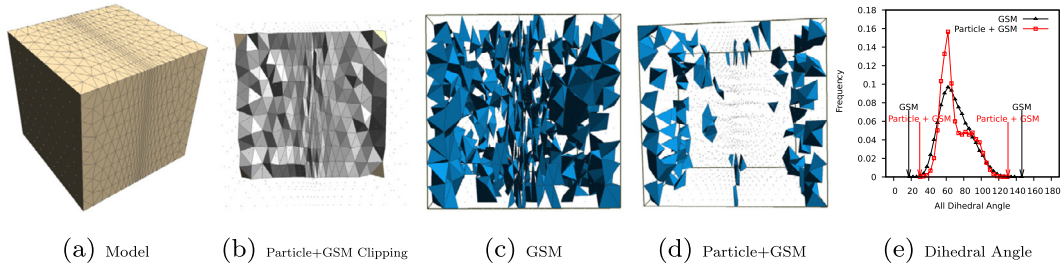 GSM
Particle + GSM
0.18
0.16
0.14
0.12
0.1
0.08
0.06
0.04
0.02
0
Frequency
GSM
GSM
Particle + GSM
Particle + GSM
0 20 40 60 80 100 120 140 160 180
All Dihedral Angle
(a) Model
(b) Particle+GSM Clipping
(c) GSM
(d) Particle+GSM
(e) Dihedral Angle